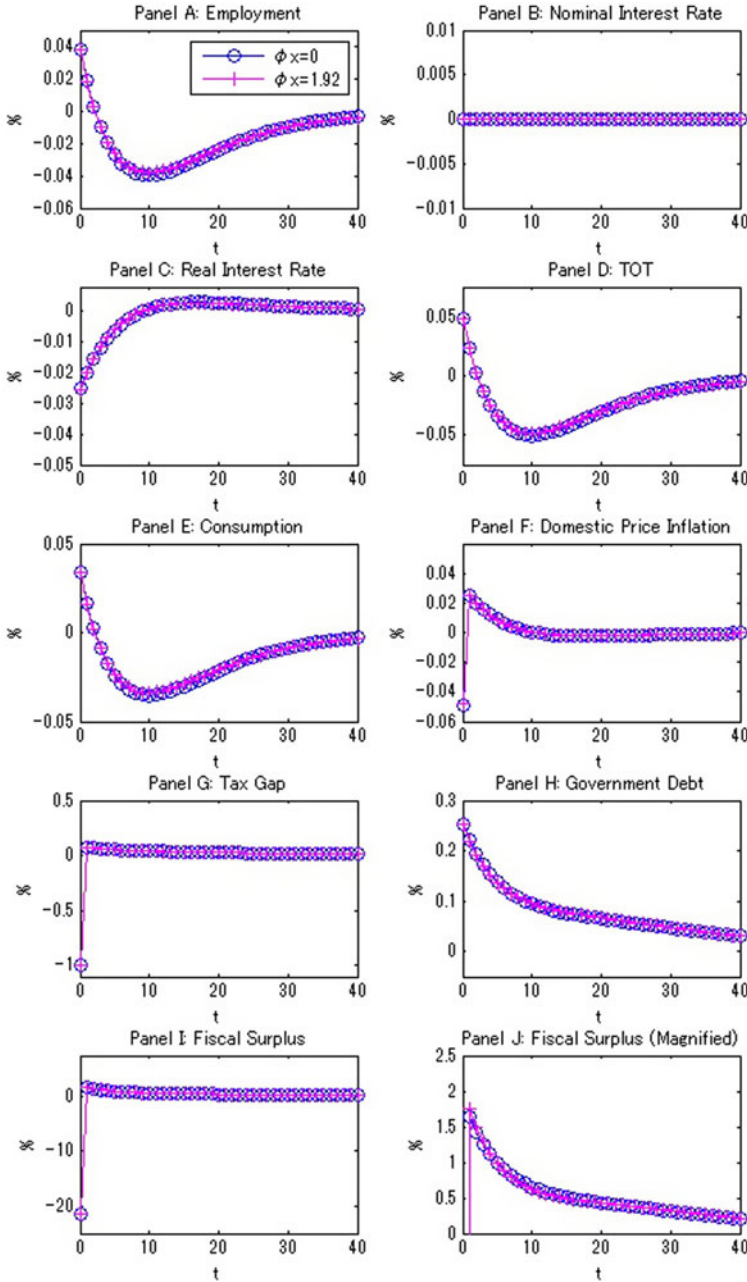 Panel A: Employment
Panel B: Nominal Interest Rate
0.06
0.04
0.02
0
-0.02
-0.04
-0.06
%
0 10 20 30 40
t
φx=0
φx=1.92
0.01
0.005
0
-0.005
-0.01
%
0 10 20 30 40
t
Panel C: Real Interest Rate
Panel D: TOT
0
-0.01
-0.02
-0.03
-0.04
-0.05
%
0 10 20 30 40
t
0.05
0
-0.05
%
0 10 20 30 40
t
Panel E: Consumption
Panel F: Domestic Price Inflation
0.05
0
-0.05
%
0 10 20 30 40
t
0.04
0.02
0
-0.02
-0.04
-0.06
%
0 10 20 30 40
t
Panel G: Tax Gap
Panel H: Government Debt
0.5
0
-0.5
-1
%
0 10 20 30 40
t
0.3
0.2
0.1
0
%
0 10 20 30 40
t
Panel I: Fiscal Surplus
Panel J: Fiscal Surplus (Magnified)
0
-10
-20
%
0 10 20 30 40
t
2.5
2
1.5
1
0.5
0
%
0 10 20 30 40
t